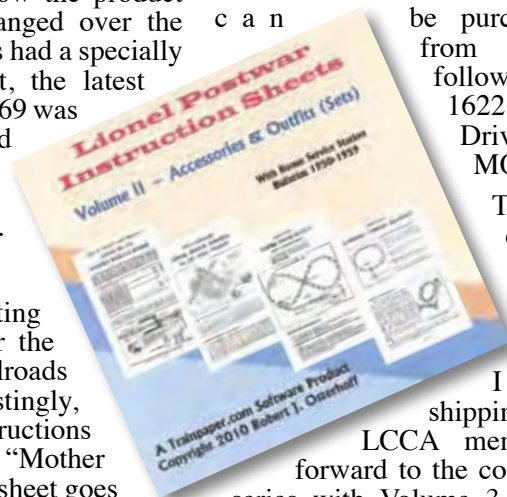 ow the product
anged over the
s had a specially
t, the latest
69 was
d
.
ting
r the
lroads
stingly,
ructions
“Mother
sheet goes
Lionel Postwar
Instruction Sheets
Volume II - Accessories & Outfits (Sets)
With Bonus Service Station
Bulletins 1950-1959
A Trainpaper.com Software Product
Copyright 2010 Robert J. Osterhoff
can
be purc
from
follow
1622
Driv
MO
T
I
shippin
LCCA mem
forward to the co
series with Volume 3